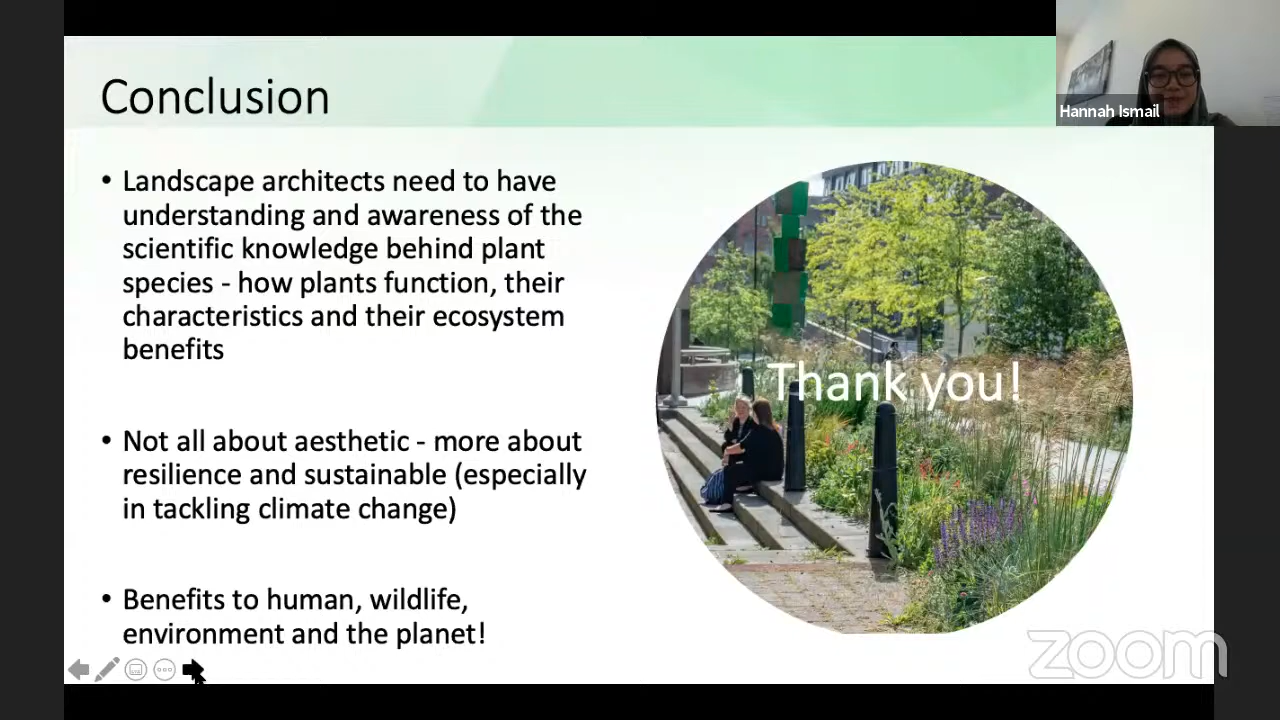 Conclusion
Hannah Ismail
• Landscape architects need to have
understanding and awareness of the
scientific knowledge behind plant
species - how plants function, their
characteristics and their ecosystem
benefits
• Not all about aesthetic - more about
resilience and sustainable (especially
in tackling climate change)
• Benefits to human, wildlife,
environment and the planet!
Thank you!
zoom